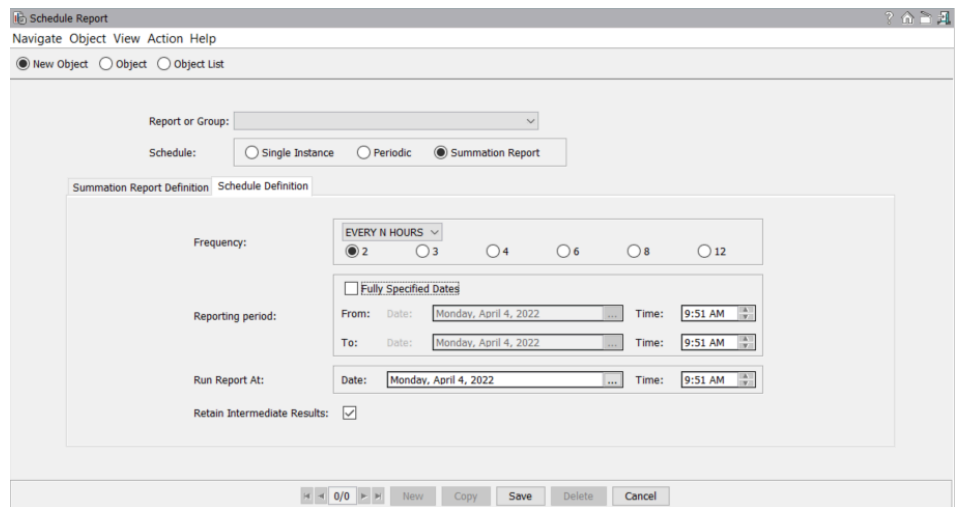 Schedule Report
Navigate Object View Action Help
New Object Object Object List
Report or Group:
Schedule: Single Instance Periodic Summation Report
Summation Report Definition Schedule Definition
Frequency: EVERY N HOURS
2 3 4 6 8 12
Fully Specified Dates
Reporting period:
From: Date: Monday, April 4, 2022 ... Time: 9:51 AM
To: Date: Monday, April 4, 2022 ... Time: 9:51 AM
Run Report At: Date: Monday, April 4, 2022 ... Time: 9:51 AM
Retain Intermediate Results:
0/0 New Copy Save Delete Cancel